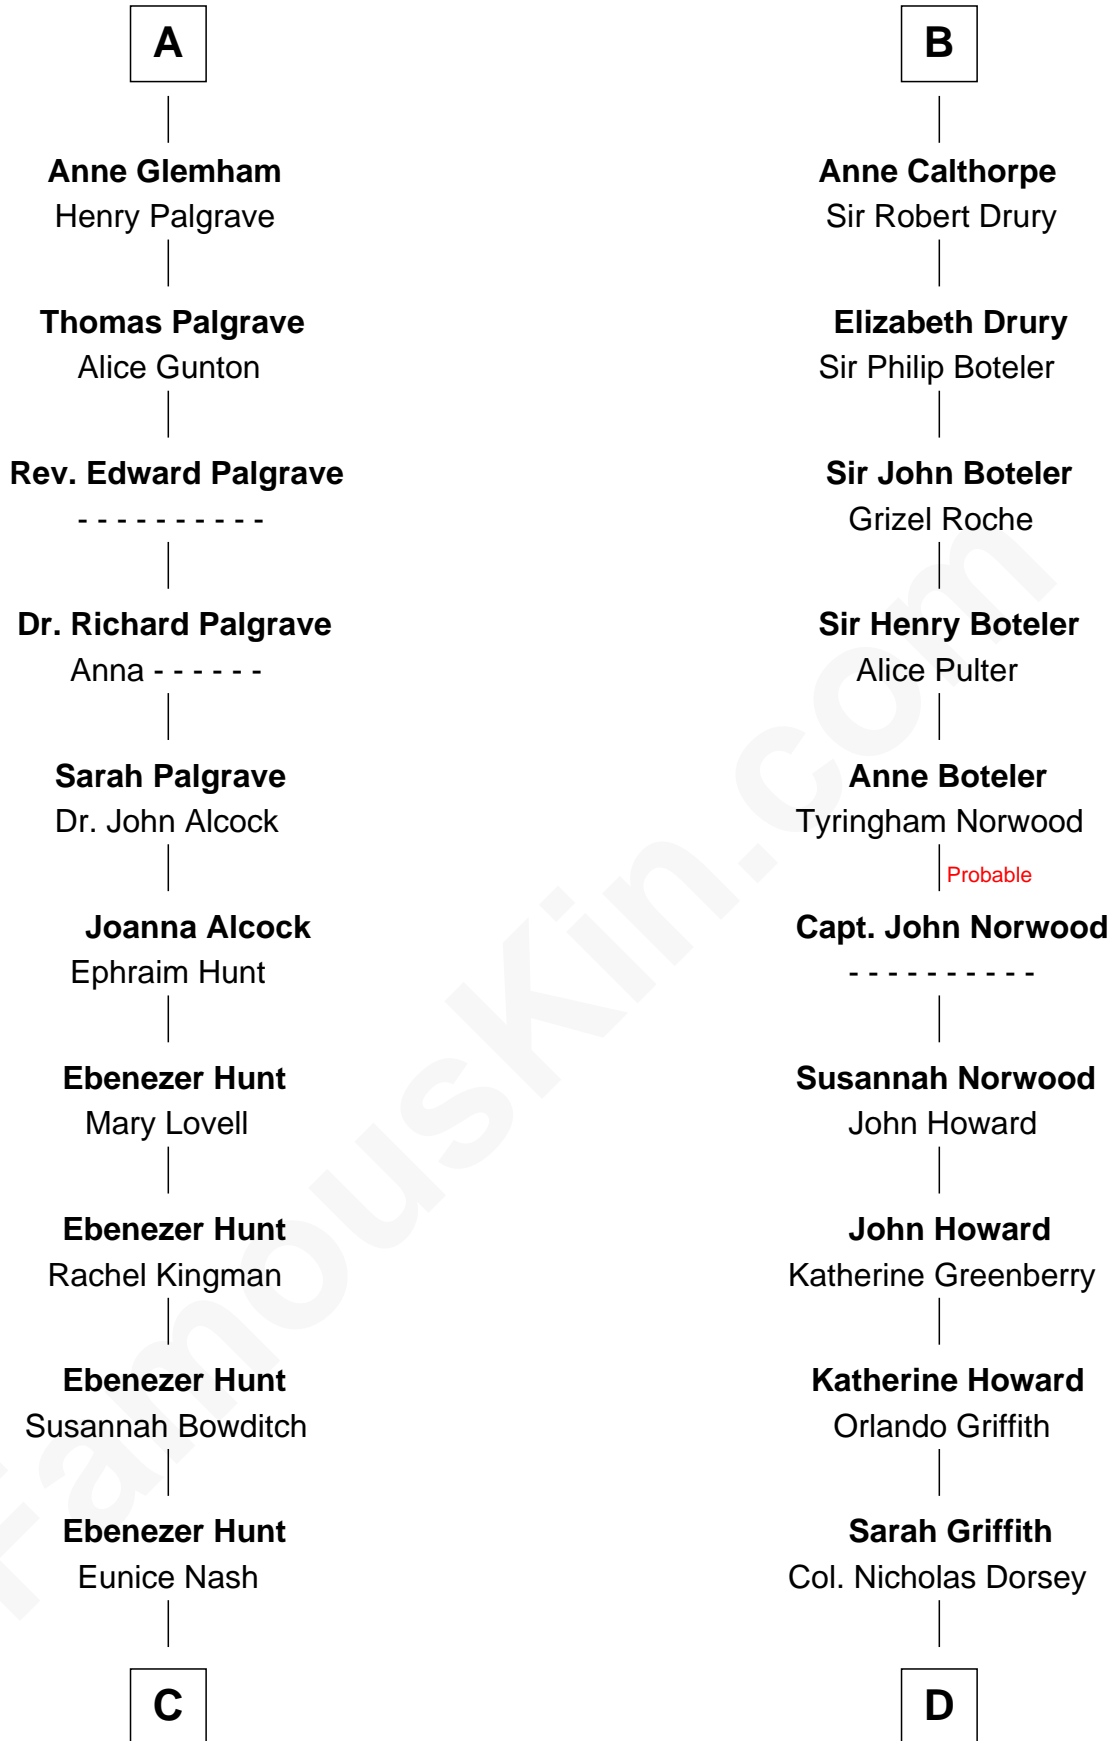 A
Anne Glemham
Henry Palgrave
Thomas Palgrave
Alice Gunton
Rev. Edward Palgrave
- - - - - - - - - -
Dr. Richard Palgrave
Anna - - - - - -
Sarah Palgrave
Dr. John Alcock
Joanna Alcock
Ephraim Hunt
Ebenezer Hunt
Mary Lovell
Ebenezer Hunt
Rachel Kingman
Ebenezer Hunt
Susannah Bowditch
Ebenezer Hunt
Eunice Nash
C
B
Anne Calthorpe
Sir Robert Drury
Elizabeth Drury
Sir Philip Boteler
Sir John Boteler
Grizel Roche
Sir Henry Boteler
Alice Pulter
Anne Boteler
Tyringham Norwood
Probable
Capt. John Norwood
- - - - - - - - - -
Susannah Norwood
John Howard
John Howard
Katherine Greenberry
Katherine Howard
Orlando Griffith
Sarah Griffith
Col. Nicholas Dorsey
D
FamousKin.com